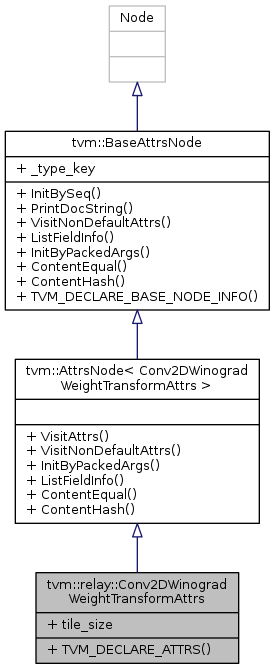 Node
tvm::BaseAttrsNode
+ _type_key
+ InitBySeq()
+ PrintDocString()
+ VisitNonDefaultAttrs()
+ ListFieldInfo()
+ InitByPackedArgs()
+ ContentEqual()
+ ContentHash()
+ TVM_DECLARE_BASE_NODE_INFO()
tvm::AttrsNode< Conv2DWinograd
WeightTransformAttrs >
+ VisitAttrs()
+ VisitNonDefaultAttrs()
+ InitByPackedArgs()
+ ListFieldInfo()
+ ContentEqual()
+ ContentHash()
tvm::relay::Conv2DWinograd
WeightTransformAttrs
+ tile_size
+ TVM_DECLARE_ATTRS()